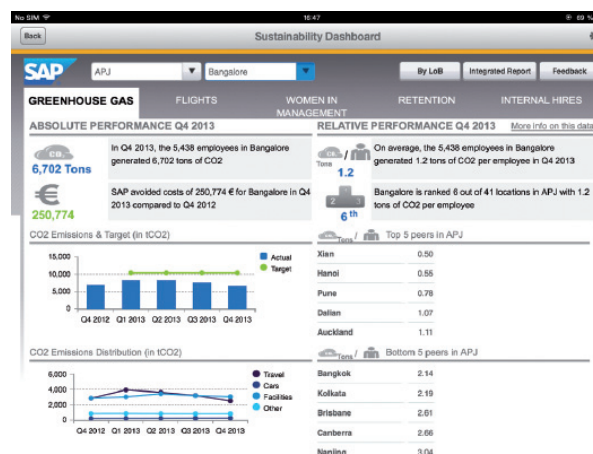 No SIM 16:47 69 %
Back Sustainability Dashboard
SAP APJ Bangalore By LoB Integrated Report Feedback
GREENHOUSE GAS FLIGHTS WOMEN IN MANAGEMENT RETENTION INTERNAL HIRES
ABSOLUTE PERFORMANCE Q4 2013
CO2
6,702 Tons
In Q4 2013, the 5,438 employees in Bangalore
generated 6,702 tons of CO2
€
250,774
SAP avoided costs of 250,774 € for Bangalore in Q4
2013 compared to Q4 2012
CO2 Emissions & Target (in tCO2)
15,000
10,000
5,000
0
Q4 2012 Q1 2013 Q2 2013 Q3 2013 Q4 2013
Actual
Target
CO2 Emissions Distribution (in tCO2)
6,000
4,000
2,000
0
Q4 2012 Q1 2013 Q2 2013 Q3 2013 Q4 2013
Travel
Cars
Facilities
Other
RELATIVE PERFORMANCE Q4 2013 More info on this data
CO2
Tons /
1.2
On average, the 5,438 employees in Bangalore
generated 1.2 tons of CO2 per employee in Q4 2013
2 3
6th
Bangalore is ranked 6 out of 41 locations in APJ with 1.2
tons of CO2 per employee
Tons / Top 5 peers in APJ
Xian 0.50
Hanoi 0.55
Pune 0.78
Dalian 1.07
Auckland 1.11
Tons / Bottom 5 peers in APJ
Bangkok 2.14
Kolkata 2.19
Brisbane 2.61
Canberra 2.66
Nanjing 3.04